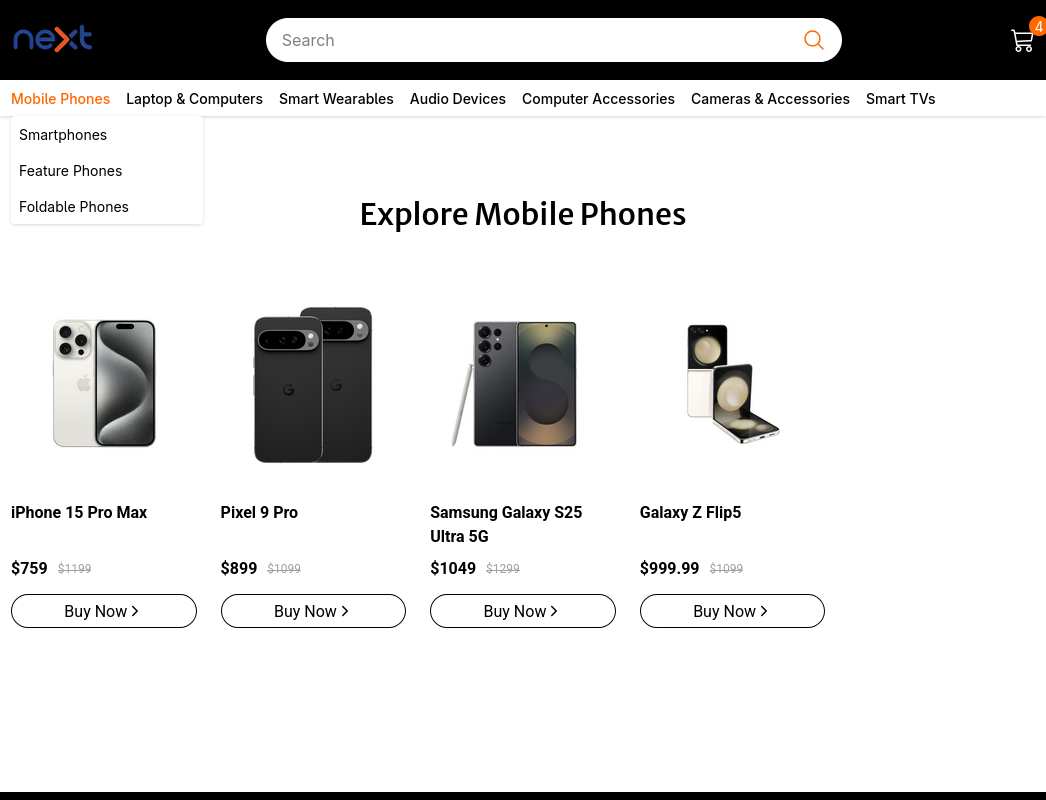 next
Search
4
Mobile Phones Laptop & Computers Smart Wearables Audio Devices Computer Accessories Cameras & Accessories Smart TVs
Smartphones
Feature Phones
Foldable Phones
Explore Mobile Phones
iPhone 15 Pro Max
$759 $1199
Buy Now
Pixel 9 Pro
$899 $1099
Buy Now
Samsung Galaxy S25
Ultra 5G
$1049 $1299
Buy Now
Galaxy Z Flip5
$999.99 $1099
Buy Now